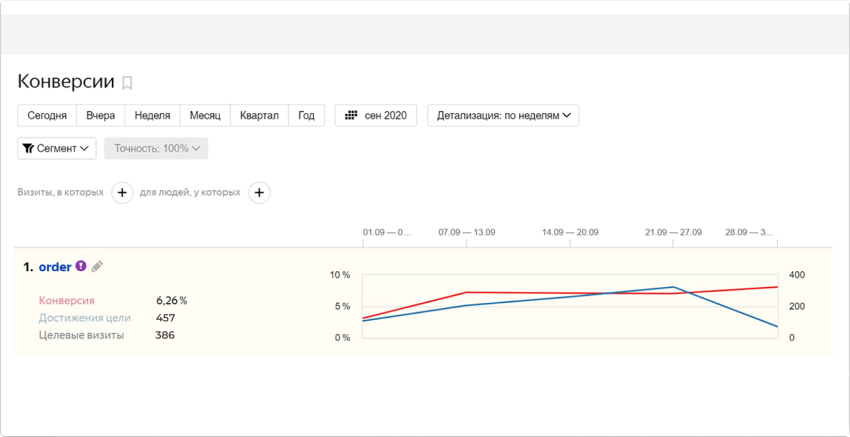 Конверсии
Сегодня Вчера Неделя Месяц Квартал Год сен 2020 Детализация: по неделям
Сегмент Точность: 100%
Визиты, в которых + для людей, у которых +
01.09 — 0... 07.09 — 13.09 14.09 — 20.09 21.09 — 27.09 28.09 — 3...
1. order
10 % 400
Конверсия 6,26 %
5 % 200
Достижения цели 457
Целевые визиты 386
0 % 0